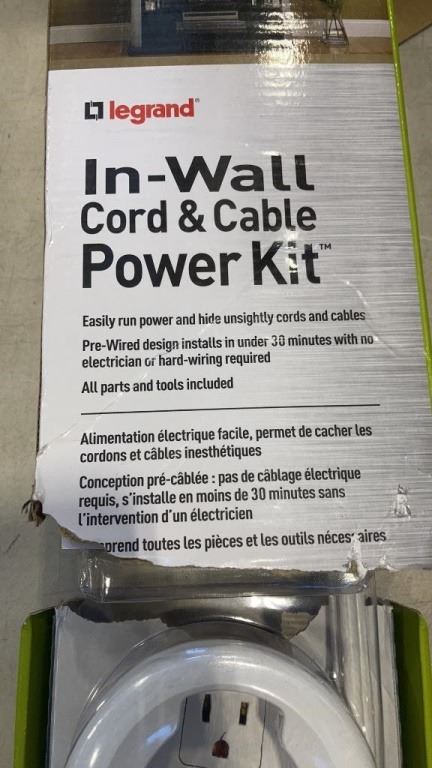 legrand®
In-Wall
Cord & Cable
Power Kit™
Easily run power and hide unsightly cords and cables
Pre-Wired design installs in under 30 minutes with no
electrician or hard-wiring required
All parts and tools included
Alimentation électrique facile, permet de cacher les
cordons et câbles inesthétiques
Conception pré-câblée : pas de câblage électrique
requis, s'installe en moins de 30 minutes sans
l'intervention d'un électricien
prend toutes les pièces et les outils néces aires